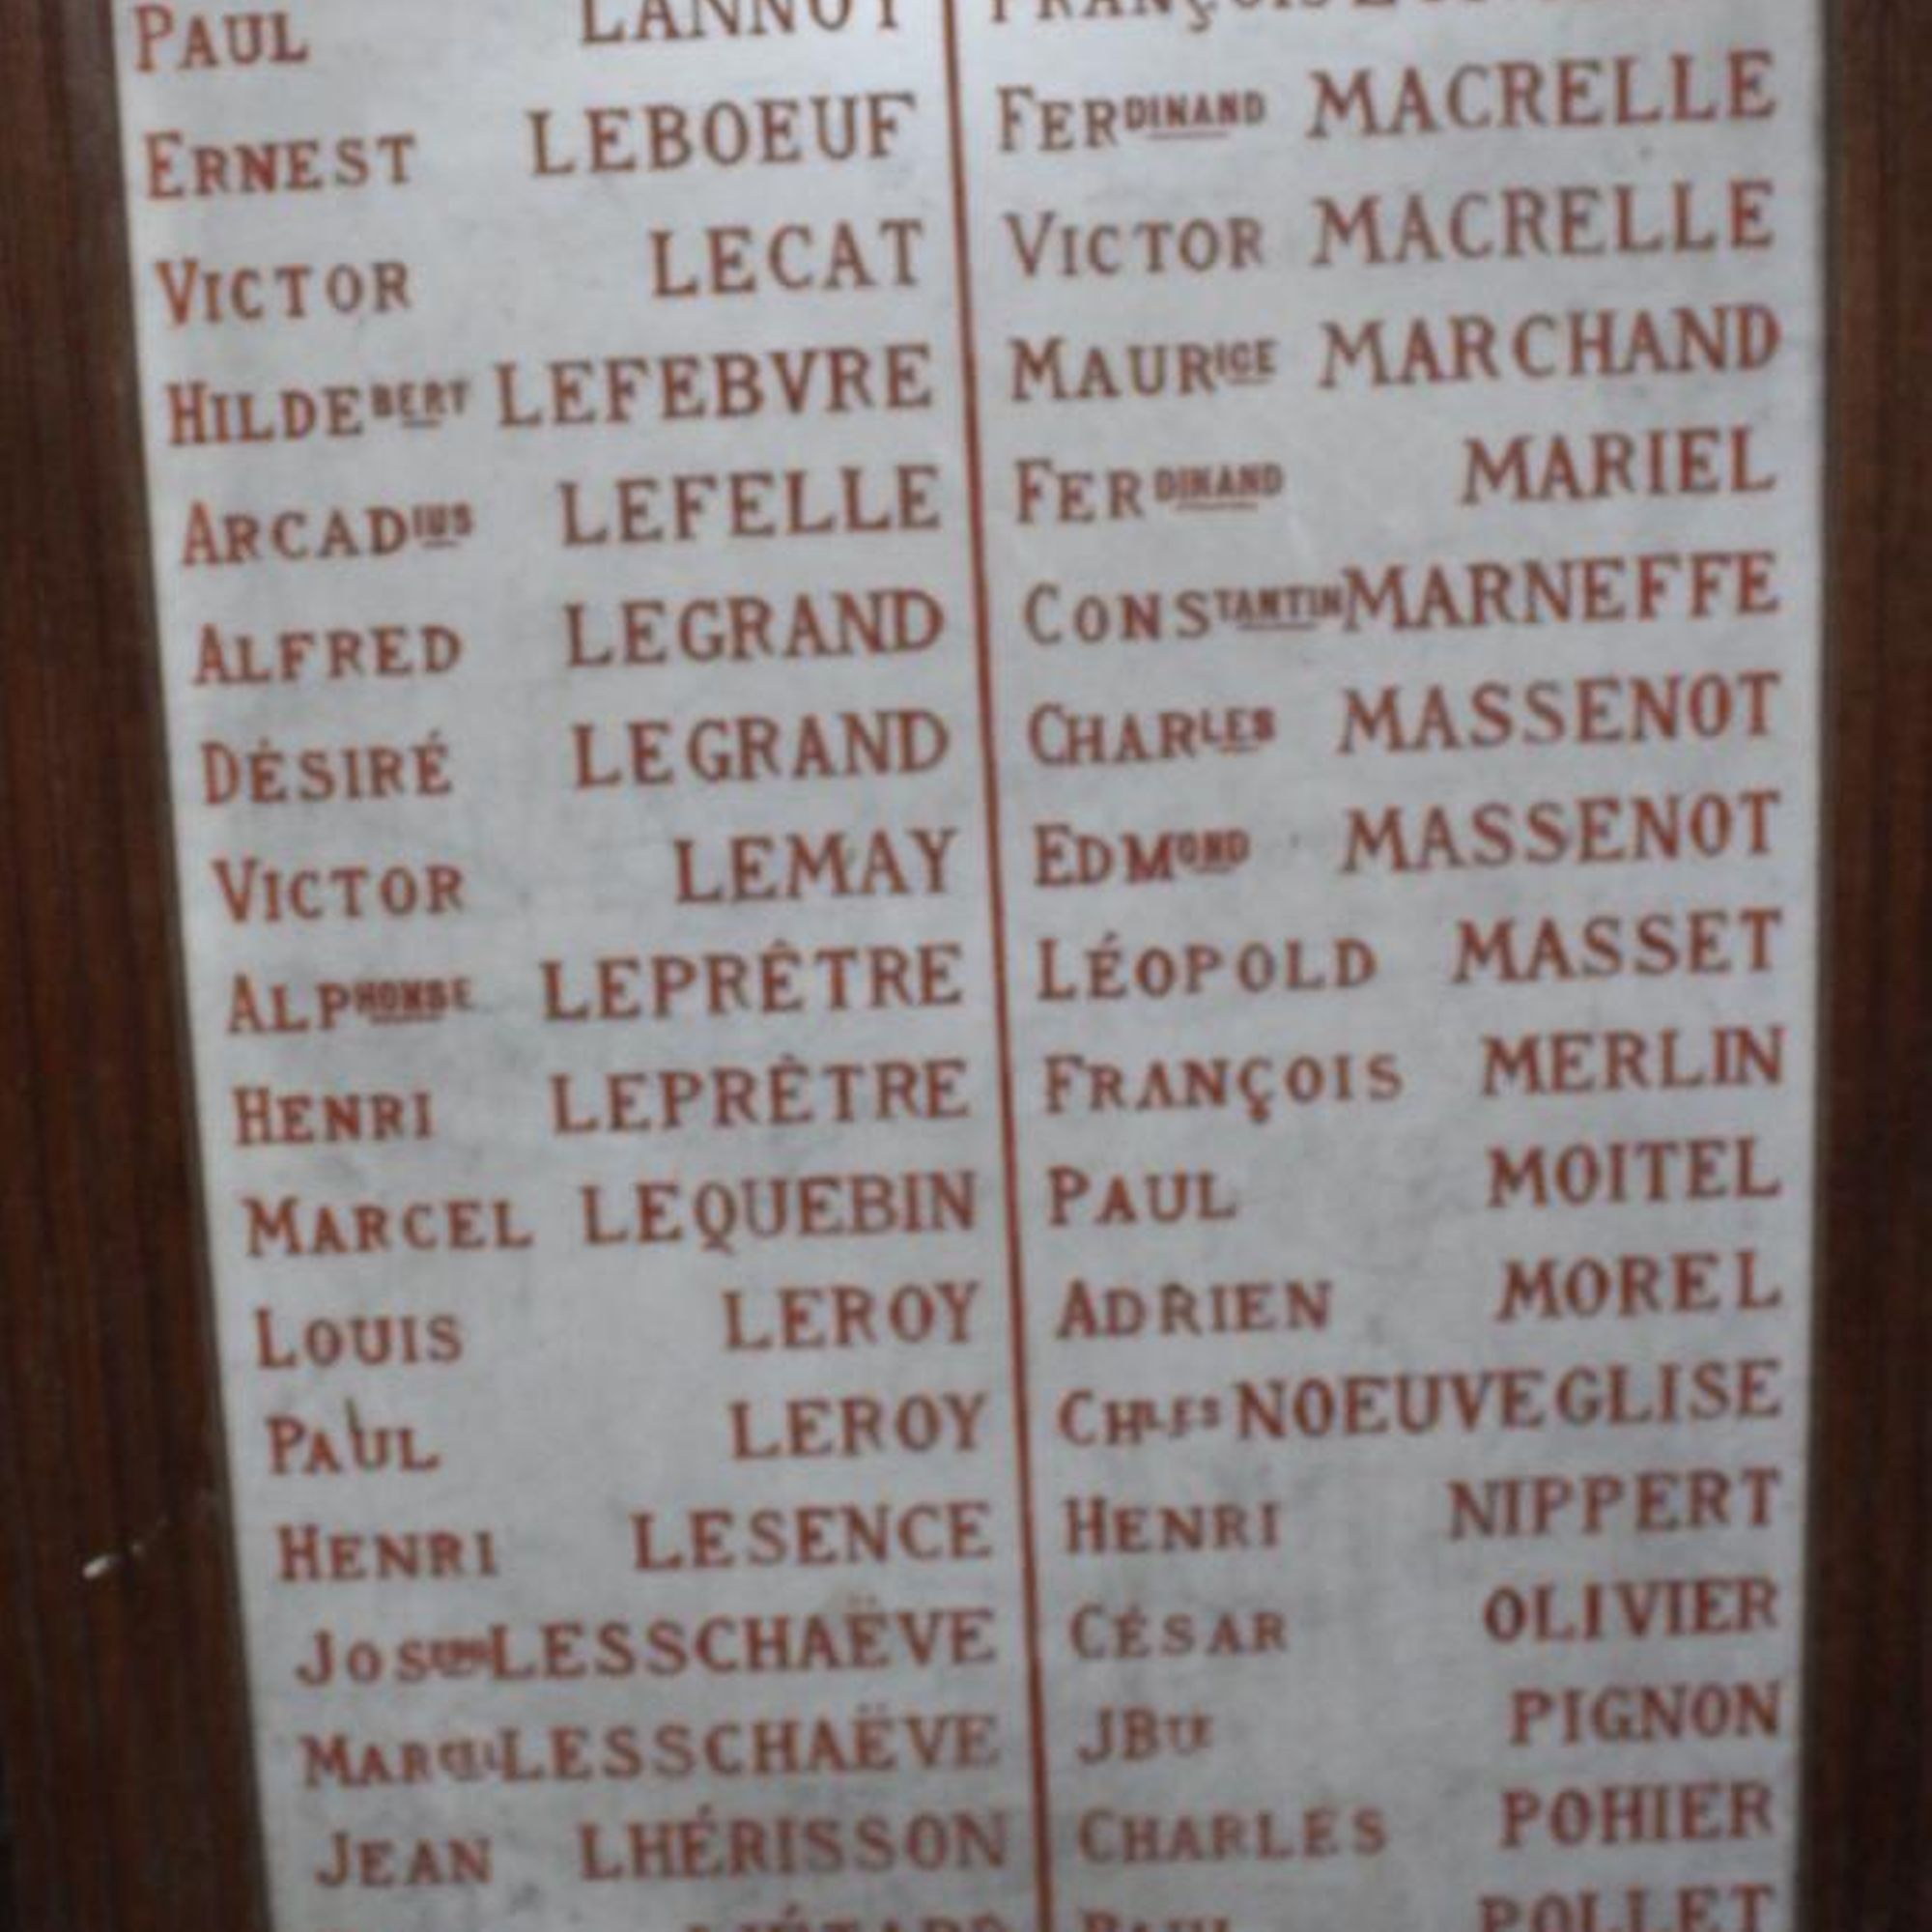 PAUL LANNOY
ERNEST LEBOEUF
VICTOR LECAT
HILDEBERT LEFEBVRE
ARCADIUS LEFELLE
ALFRED LEGRAND
DÉSIRÉ LEGRAND
VICTOR LEMAY
ALPHONSE LEPRÊTRE
HENRI LEPRÊTRE
MARCEL LEQUEBIN
LOUIS LEROY
PAUL LEROY
HENRI LESENCE
LESSCHAËVE
MARCEL LESSCHAËVE
JEAN LHÉRISSON
FRANÇOIS
FERDINAND MACRELLE
VICTOR MACRELLE
MAURICE MARCHAND
FERDINAND MARIEL
CONSTANTIN MARNEFFE
CHARLES MASSENOT
EDMOND MASSENOT
LÉOPOLD MASSET
FRANÇOIS MERLIN
PAUL MOITEL
ADRIEN MOREL
CHLES NOEUVEGLISE
HENRI NIPPERT
CÉSAR OLIVIER
JBTE PIGNON
CHARLES POHIER
PAUL POLLET